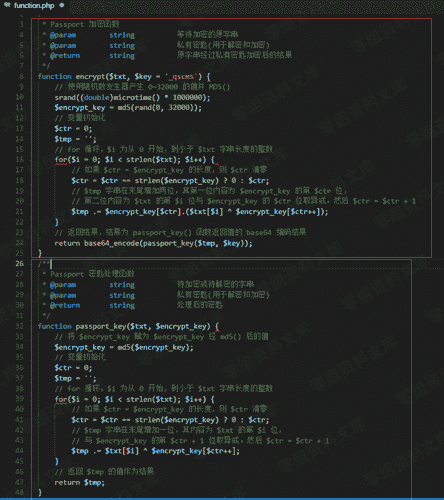 function.php
* Passport 加密函数
* @param string 等待加密的原字串
* @param string 私有密匙(用于解密和加密)
* @return string 原字串经过私有密匙加密后的结果
*/
function encrypt($txt, $key = '_qscms') {
// 使用随机数发生器产生 0~32000 的值并 MD5()
srand((double)microtime() * 1000000);
$encrypt_key = md5(rand(0, 32000));
// 变量初始化
$ctr = 0;
$tmp = '';
// for 循环，$i 为从 0 开始，到小于 $txt 字串长度的整数
for($i = 0; $i < strlen($txt); $i++) {
// 如果 $ctr = $encrypt_key 的长度，则 $ctr 清零
$ctr = $ctr == strlen($encrypt_key) ? 0 : $ctr;
// $tmp 字串在末尾增加两位，其第一位内容为 $encrypt_key 的第 $ctr 位，
// 第二位内容为 $txt 的第 $i 位与 $encrypt_key 的 $ctr 位取异或。然后 $ctr = $ctr + 1
$tmp .= $encrypt_key[$ctr].($txt[$i] ^ $encrypt_key[$ctr++]);
}
// 返回结果，结果为 passport_key() 函数返回值的 base64 编码结果
return base64_encode(passport_key($tmp, $key));
}
/**
* Passport 密匙处理函数
* @param string 待加密或待解密的字串
* @param string 私有密匙(用于解密和加密)
* @return string 处理后的密匙
*/
function passport_key($txt, $encrypt_key) {
// 将 $encrypt_key 赋为 $encrypt_key 经 md5() 后的值
$encrypt_key = md5($encrypt_key);
// 变量初始化
$ctr = 0;
$tmp = '';
// for 循环，$i 为从 0 开始，到小于 $txt 字串长度的整数
for($i = 0; $i < strlen($txt); $i++) {
// 如果 $ctr = $encrypt_key 的长度，则 $ctr 清零
$ctr = $ctr == strlen($encrypt_key) ? 0 : $ctr;
// $tmp 字串在末尾增加一位，其内容为 $txt 的第 $i 位，
// 与 $encrypt_key 的第 $ctr + 1 位取异或。然后 $ctr = $ctr + 1
$tmp .= $txt[$i] ^ $encrypt_key[$ctr++];
}
// 返回 $tmp 的值作为结果
return $tmp;
}